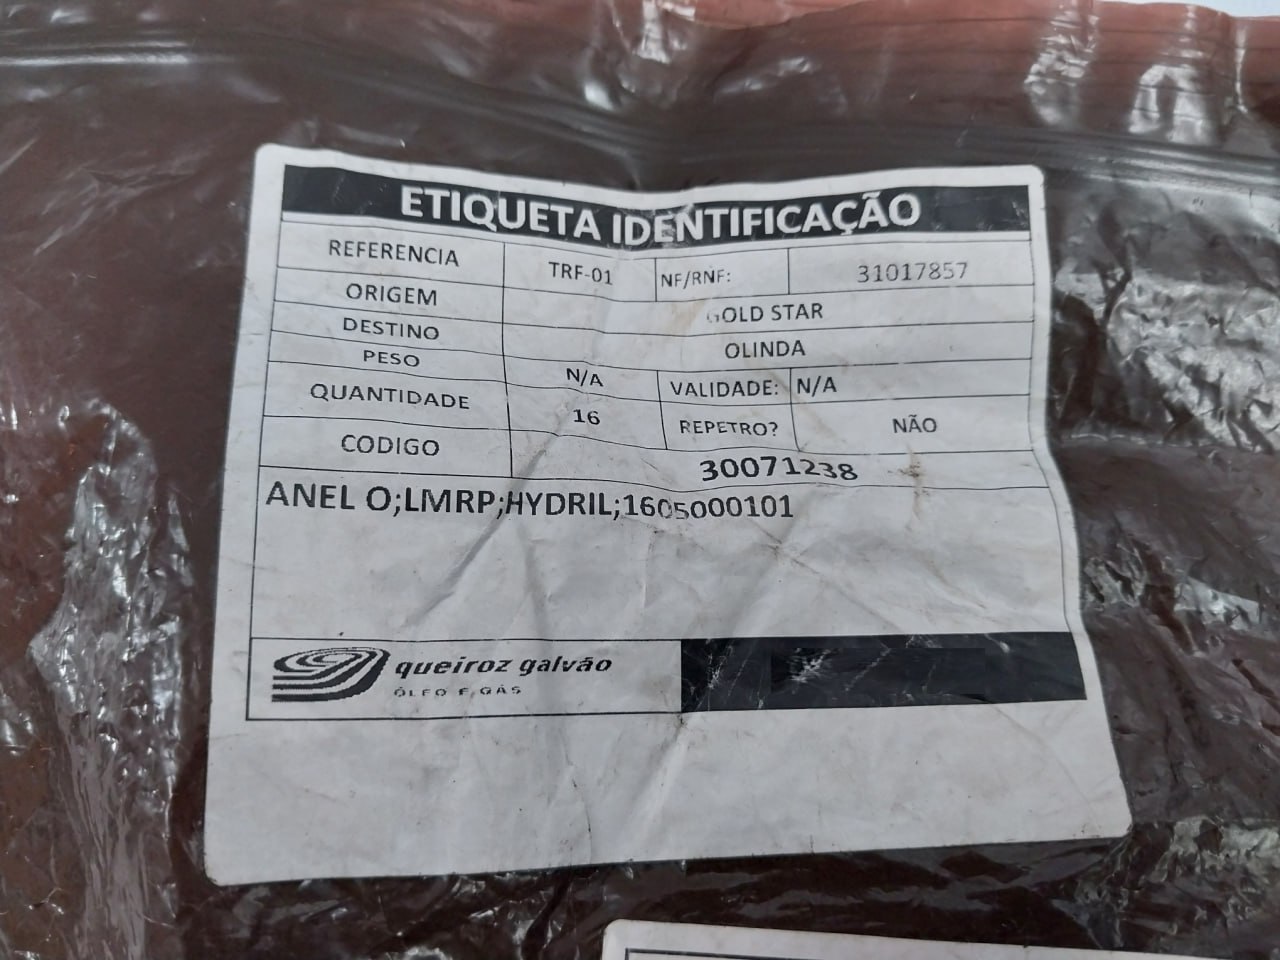 ETIQUETA IDENTIFICAÇÃO
REFERENCIA TRF-01 NF/RNF: 31017857
ORIGEM GOLD STAR
DESTINO OLINDA
PESO N/A VALIDADE: N/A
QUANTIDADE 16 REPETRO? NÃO
CODIGO 30071238
ANEL O;LMRP;HYDRIL;1605000101
queiroz galvão
ÓLEO E GÁS